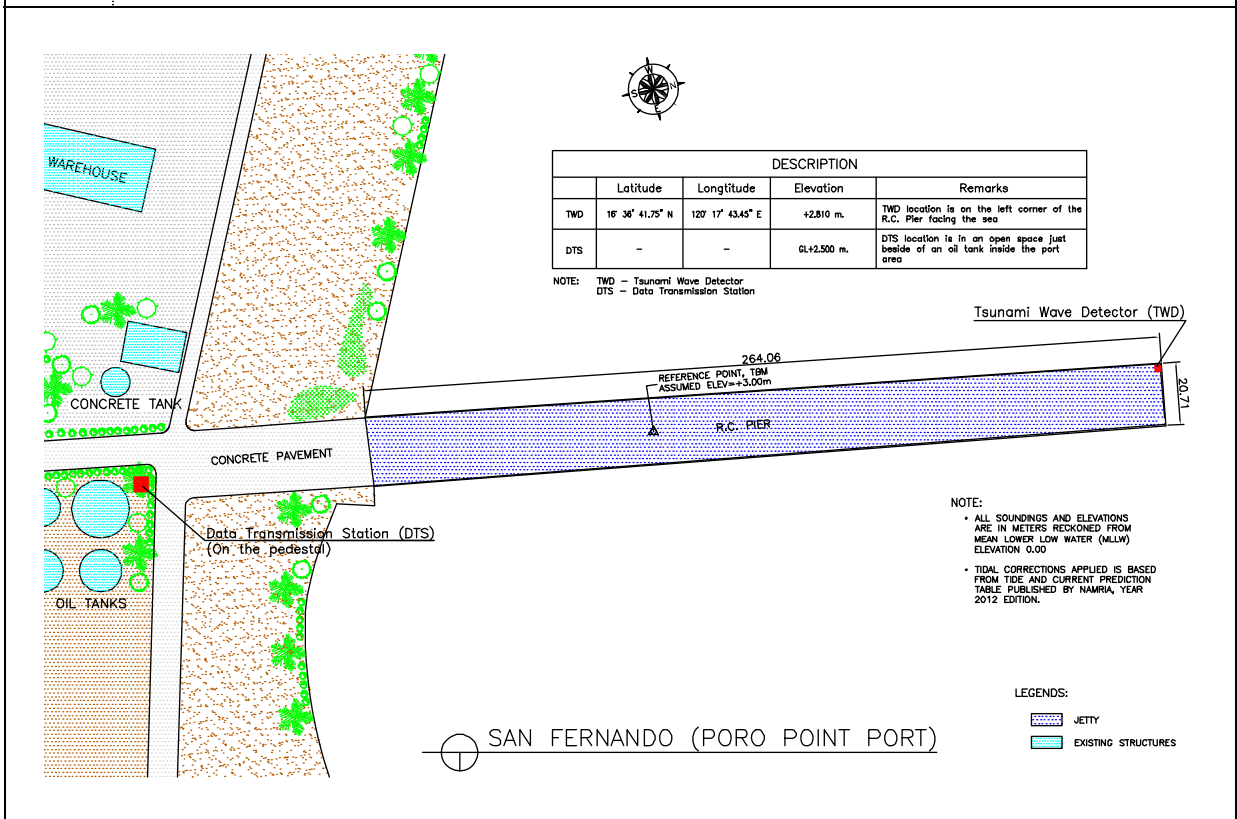 W
N
S
E
WAREHOUSE
DESCRIPTION
Latitude Longtitude Elevation Remarks
TWD 16° 36' 41.75" N 120° 17' 43.45" E +2.810 m. TWD location is on the left corner of the
R.C. Pier facing the sea
DTS - - GL+2.500 m. DTS location is in an open space just
beside of an oil tank inside the port
area
NOTE: TWD - Tsunami Wave Detector
DTS - Data Transmission Station
Tsunami Wave Detector (TWD)
264.06
REFERENCE POINT, TBM
ASSUMED ELEV=+3.00m
20.71
CONCRETE TANK
R.C. PIER
CONCRETE PAVEMENT
Data Transmission Station (DTS)
(On the pedestal)
OIL TANKS
NOTE:
• ALL SOUNDINGS AND ELEVATIONS
ARE IN METERS RECKONED FROM
MEAN LOWER LOW WATER (MLLW)
ELEVATION 0.00
• TIDAL CORRECTIONS APPLIED IS BASED
FROM TIDE AND CURRENT PREDICTION
TABLE PUBLISHED BY NAMRIA, YEAR
2012 EDITION.
LEGENDS:
JETTY
EXISTING STRUCTURES
SAN FERNANDO (PORO POINT PORT)